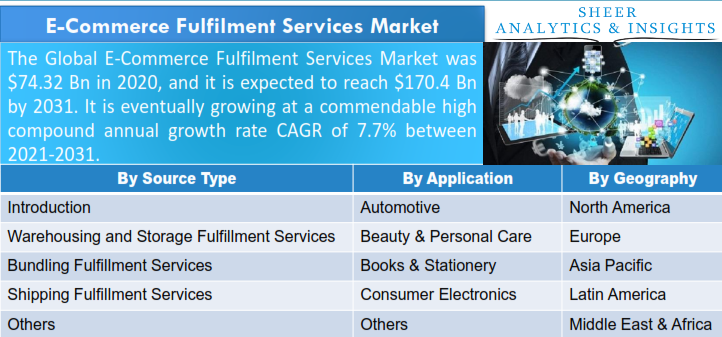 E-Commerce Fulfilment Services Market
SHEER
ANALYTICS & INSIGHTS
The Global E-Commerce Fulfilment Services Market was
$74.32 Bn in 2020, and it is expected to reach $170.4 Bn
by 2031. It is eventually growing at a commendable high
compound annual growth rate CAGR of 7.7% between
2021-2031.
By Source Type By Application By Geography
Introduction Automotive North America
Warehousing and Storage Fulfillment Services Beauty & Personal Care Europe
Bundling Fulfillment Services Books & Stationery Asia Pacific
Shipping Fulfillment Services Consumer Electronics Latin America
Others Others Middle East & Africa